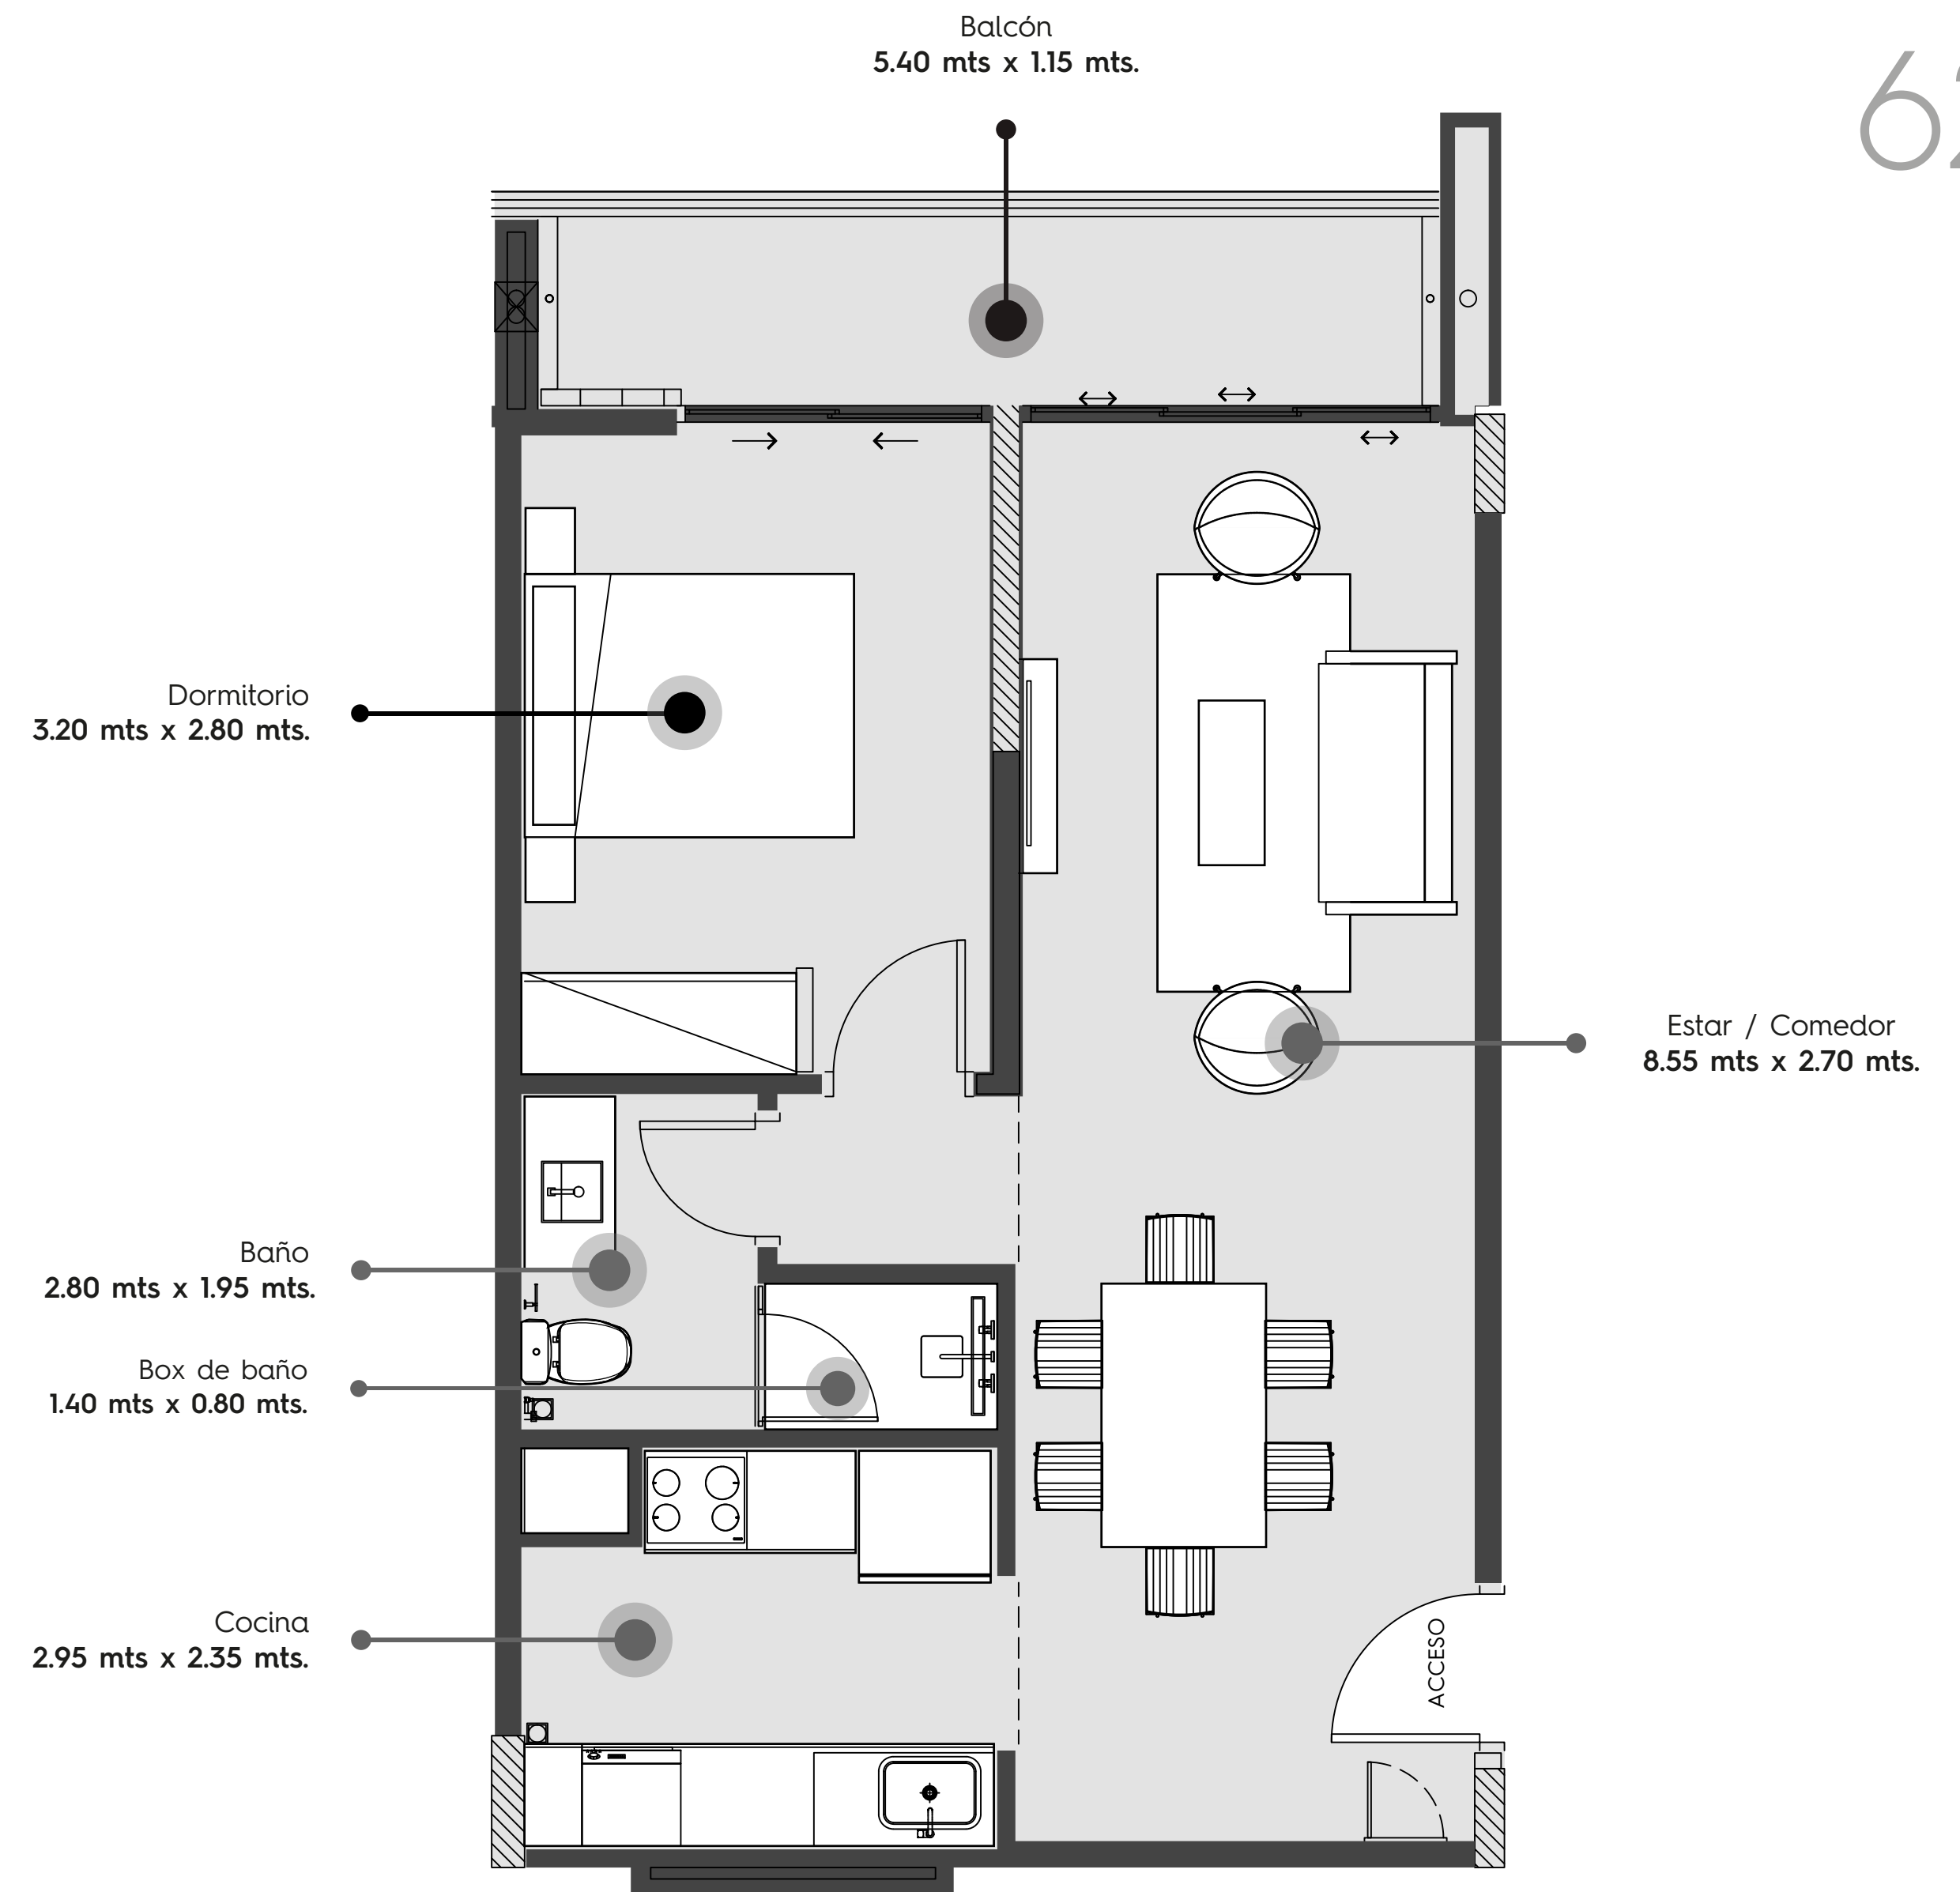 Balcón
5.40 mts x 1.15 mts.
Dormitorio
3.20 mts x 2.80 mts.
Estar / Comedor
8.55 mts x 2.70 mts.
Baño
2.80 mts x 1.95 mts.
Box de baño
1.40 mts x 0.80 mts.
Cocina
2.95 mts x 2.35 mts.
ACCESO